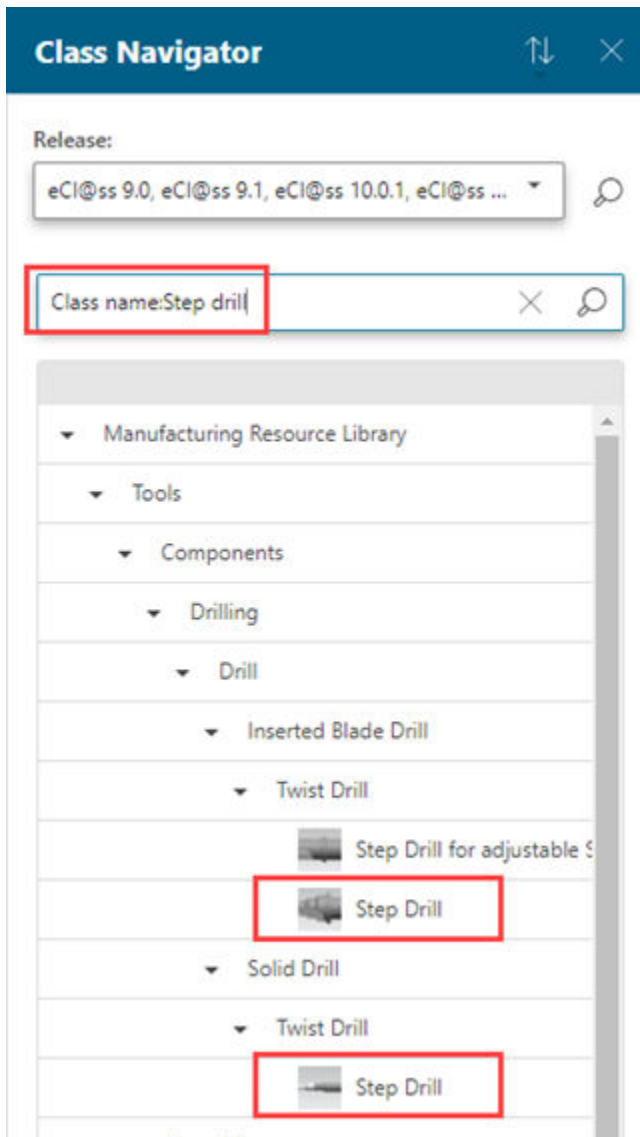 Class Navigator
Release:
eCl@ss 9.0, eCl@ss 9.1, eCl@ss 10.0.1, eCl@ss ...
Class name:Step drill
Manufacturing Resource Library
Tools
Components
Drilling
Drill
Inserted Blade Drill
Twist Drill
Step Drill for adjustable
Step Drill
Solid Drill
Twist Drill
Step Drill